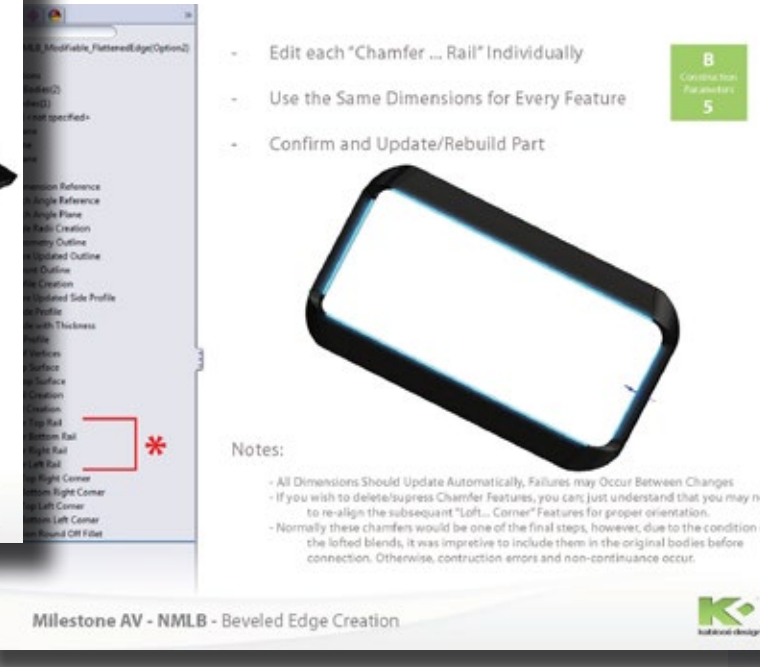 NMLB_Modifiable_FlattenedEdge(Option2)
Bodies(2)
not specified>
Dimension Reference
Angle Reference
Angle Plane
Radii Creation
Geometry Outline
Updated Outline
Outline
Creation
Updated Side Profile
Profile
with Thickness
Profile
Vertices
Surface
Surface
Creation
Creation
Top Rail
Bottom Rail
Right Rail
Left Rail
Top Right Corner
Bottom Right Corner
Top Left Corner
Bottom Left Corner
Round Off Fillet
*
- Edit each "Chamfer ... Rail" Individually
- Use the Same Dimensions for Every Feature
- Confirm and Update/Rebuild Part
B
Construction
Parameters
5
Notes:
- All Dimensions Should Update Automatically, Failures may Occur Between Changes
- If you wish to delete/supress Chamfer Features, you can; just understand that you may
to re-align the subsequent "Loft... Corner" Features for proper orientation.
- Normally these chamfers would be one of the final steps, however, due to the condition
the lofted blends, it was impretive to include them in the original bodies before
connection. Otherwise, contruction errors and non-continuance occur.
Milestone AV - NMLB - Beveled Edge Creation